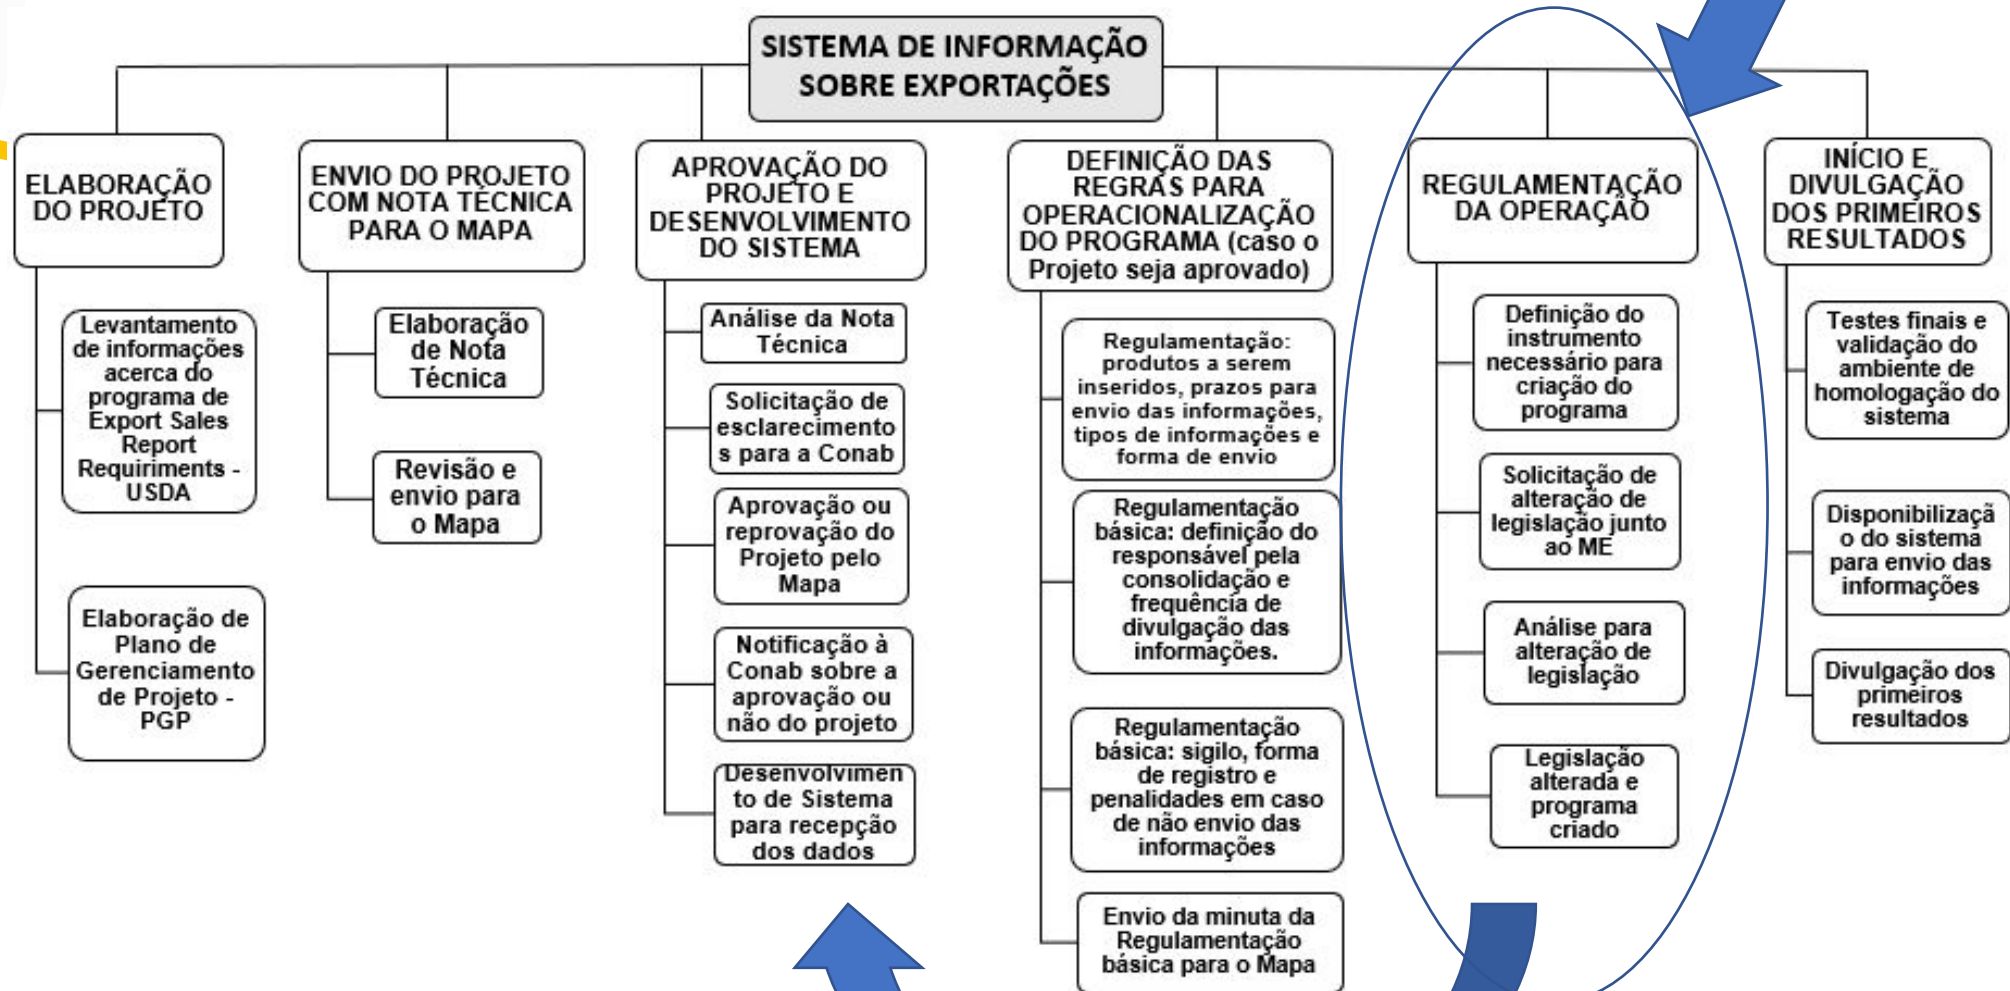 SISTEMA DE INFORMAÇÃO
SOBRE EXPORTAÇÕES
ELABORAÇÃO
DO PROJETO
Levantamento
de informações
acerca do
programa de
Export Sales
Report
Requiriments -
USDA
Elaboração de
Plano de
Gerenciamento
de Projeto -
PGP
ENVIO DO PROJETO
COM NOTA TÉCNICA
PARA O MAPA
Elaboração
de Nota
Técnica
Revisão e
envio para
o Mapa
APROVAÇÃO DO
PROJETO E
DESENVOLVIMENTO
DO SISTEMA
Análise da Nota
Técnica
Solicitação de
esclarecimento
s para a Conab
Aprovação ou
reprovação do
Projeto pelo
Mapa
Notificação à
Conab sobre a
aprovação ou
não do projeto
Desenvolvimen
to de Sistema
para recepção
dos dados
DEFINIÇÃO DAS
REGRAS PARA
OPERACIONALIZAÇÃO
DO PROGRAMA (caso o
Projeto seja aprovado)
Regulamentação:
produtos a serem
inseridos, prazos para
envio das informações,
tipos de informações e
forma de envio
Regulamentação
básica: definição do
responsável pela
consolidação e
frequência de
divulgação das
informações.
Regulamentação
básica: sigilo, forma
de registro e
penalidades em caso
de não envio das
informações
Envio da minuta da
Regulamentação
básica para o Mapa
REGULAMENTAÇÃO
DA OPERAÇÃO
Definição do
instrumento
necessário para
criação do
programa
Solicitação de
alteração de
legislação junto
ao ME
Análise para
alteração de
legislação
Legislação
alterada e
programa
criado
INÍCIO E
DIVULGAÇÃO
DOS PRIMEIROS
RESULTADOS
Testes finais e
validação do
ambiente de
homologação do
sistema
Disponibilizaçã
o do sistema
para envio das
informações
Divulgação dos
primeiros
resultados